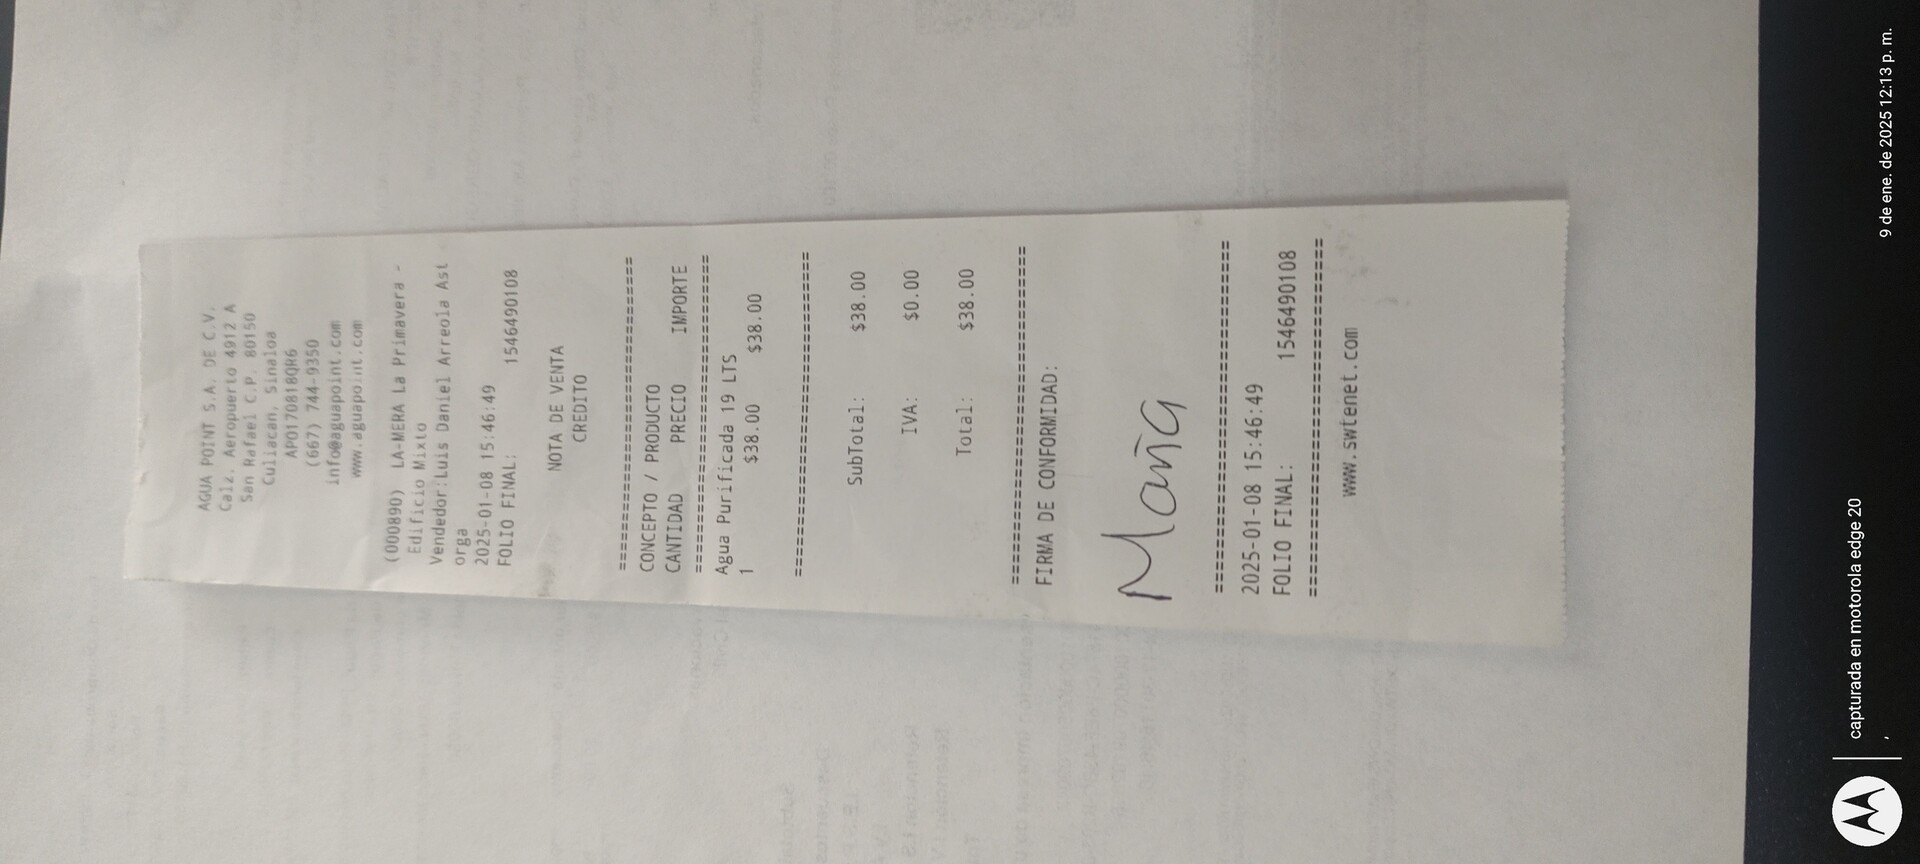 AGUA POINT S.A. DE C.V.
Calz. Aeropuerto 4912 A
San Rafael C.P. 80150
Culiacan, Sinaloa
APO170818QR6
(667) 744-9350
info@aguapoint.com
www.aguapoint.com
(000890) LA-MERA La Primavera -
Edificio Mixto
Vendedor:Luis Daniel Arreola Ast
orga
2025-01-08 15:46:49
FOLIO FINAL: 1546490108
NOTA DE VENTA
CREDITO
==============================
CONCEPTO / PRODUCTO
CANTIDAD PRECIO IMPORTE
==============================
Agua Purificada 19 LTS
1 $38.00 $38.00
==============================
SubTotal: $38.00
IVA: $0.00
Total: $38.00
==============================
FIRMA DE CONFORMIDAD:
==============================
2025-01-08 15:46:49
FOLIO FINAL: 1546490108
==============================
www.swtenet.com
capturada en motorola edge 20
,
9 de ene. de 2025 12:13 p. m.